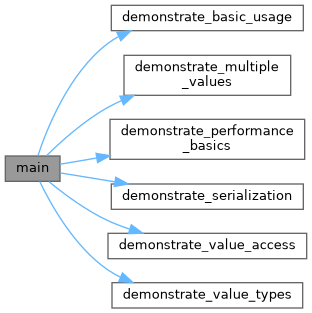 demonstrate_basic_usage
demonstrate_multiple
_values
demonstrate_performance
_basics
main
demonstrate_serialization
demonstrate_value_access
demonstrate_value_types